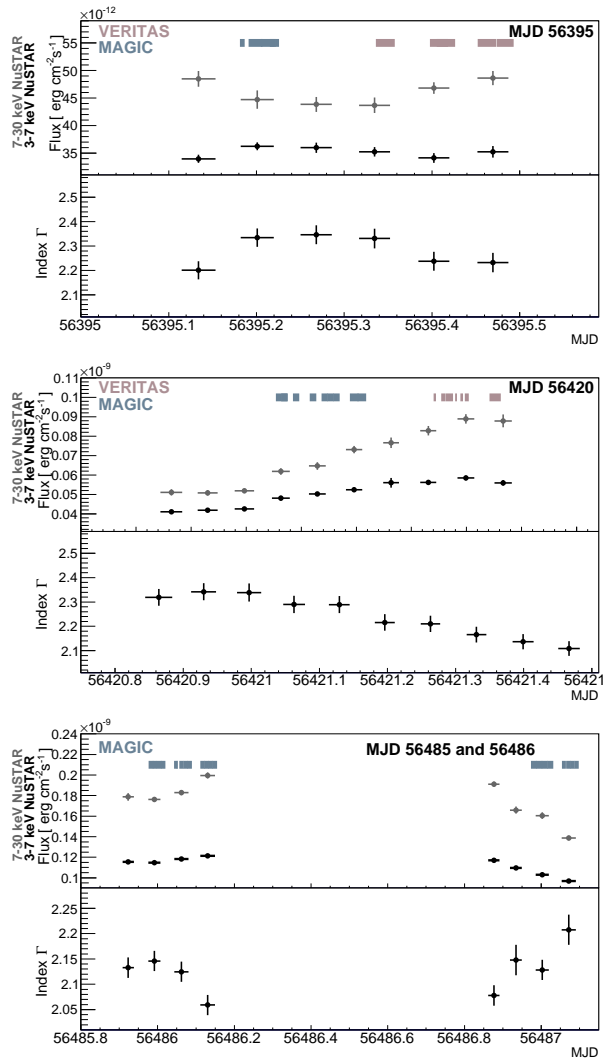 ×10⁻¹²
VERITAS
MAGIC
MJD 56395
7-30 keV NuSTAR
3-7 keV NuSTAR
Flux [ erg cm⁻²s⁻¹]
55
50
45
40
35
Index Γ
2.5
2.4
2.3
2.2
2.1
56395 56395.1 56395.2 56395.3 56395.4 56395.5
MJD
×10⁻⁹
VERITAS
MAGIC
MJD 56420
7-30 keV NuSTAR
3-7 keV NuSTAR
Flux [ erg cm⁻²s⁻¹]
0.11
0.1
0.09
0.08
0.07
0.06
0.05
0.04
Index Γ
2.5
2.4
2.3
2.2
2.1
56420.8 56420.9 56421 56421.1 56421.2 56421.3 56421.4 56421
MJD
×10⁻⁹
MAGIC
MJD 56485 and 56486
7-30 keV NuSTAR
3-7 keV NuSTAR
Flux [ erg cm⁻²s⁻¹]
0.24
0.22
0.2
0.18
0.16
0.14
0.12
0.1
Index Γ
2.25
2.2
2.15
2.1
2.05
56485.8 56486 56486.2 56486.4 56486.6 56486.8 56487
MJD